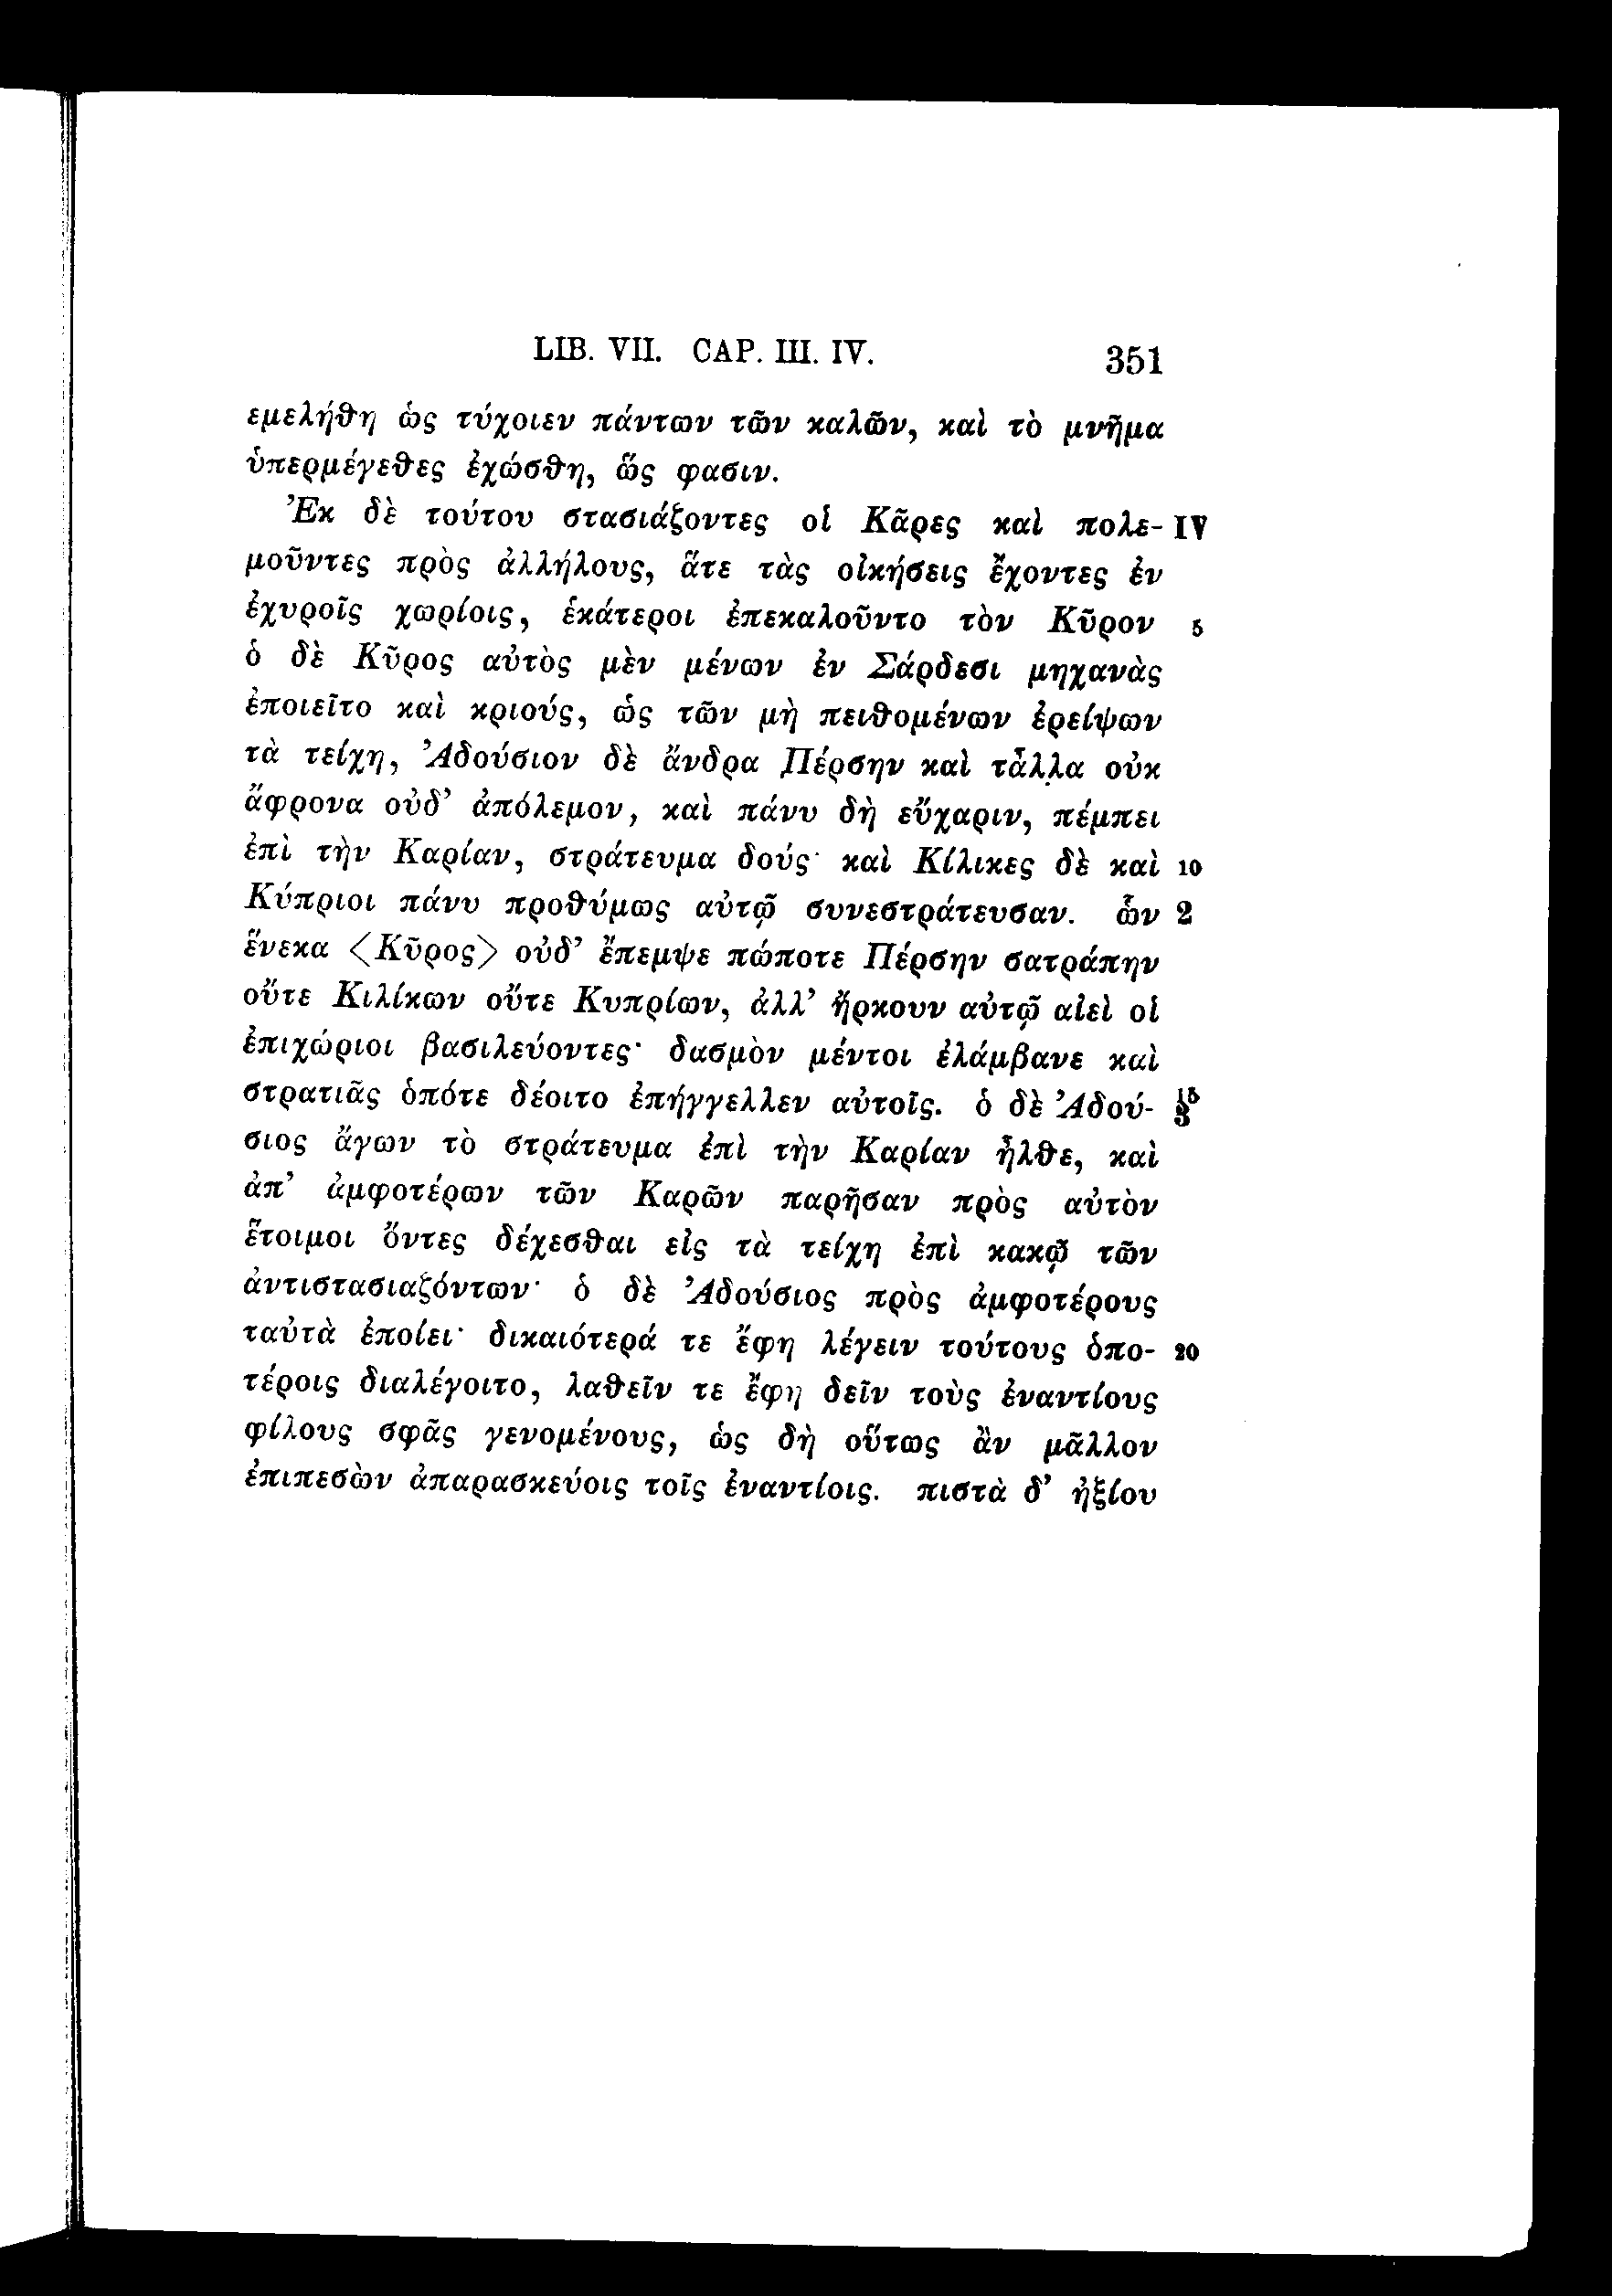 LIB. VII. CAP. III. IV. 351
εμελήθη ὡς τύχοιεν πάντων τῶν καλῶν, καὶ τὸ μνῆμα
ὑπερμέγεθες ἐχώσθη, ὥς φασιν.
Ἐκ δὲ τούτου στασιάζοντες οἱ Κᾶρες καὶ πολε- IV
μοῦντες πρὸς ἀλλήλους, ἅτε τὰς οἰκήσεις ἔχοντες ἐν
ἐχυροῖς χωρίοις, ἑκάτεροι ἐπεκαλοῦντο τὸν Κῦρον 5
ὁ δὲ Κῦρος αὐτὸς μὲν μένων ἐν Σάρδεσι μηχανὰς
ἐποιεῖτο καὶ κριούς, ὡς τῶν μὴ πειθομένων ἐρείψων
τὰ τείχη, Ἀδούσιον δὲ ἄνδρα Πέρσην καὶ τἆλλα οὐκ
ἄφρονα οὐδ’ ἀπόλεμον, καὶ πάνυ δὴ εὔχαριν, πέμπει
ἐπὶ τὴν Καρίαν, στράτευμα δούς· καὶ Κίλικες δὲ καὶ 10
Κύπριοι πάνυ προθύμως αὐτῷ συνεστράτευσαν. ὧν 2
ἕνεκα <Κῦρος> οὐδ’ ἔπεμψε πώποτε Πέρσην σατράπην
οὔτε Κιλίκων οὔτε Κυπρίων, ἀλλ’ ἤρκουν αὐτῷ αἰεὶ οἱ
ἐπιχώριοι βασιλεύοντες· δασμὸν μέντοι ἐλάμβανε καὶ
στρατιᾶς ὁπότε δέοιτο ἐπήγγελλεν αὐτοῖς. ὁ δὲ Ἀδού- 15 3
σιος ἄγων τὸ στράτευμα ἐπὶ τὴν Καρίαν ἦλθε, καὶ
ἀπ’ ἀμφοτέρων τῶν Καρῶν παρῆσαν πρὸς αὐτὸν
ἕτοιμοι ὄντες δέχεσθαι εἰς τὰ τείχη ἐπὶ κακῷ τῶν
ἀντιστασιαζόντων· ὁ δὲ Ἀδούσιος πρὸς ἀμφοτέρους
ταὐτὰ ἐποίει· δικαιότερά τε ἔφη λέγειν τούτους ὁπο- 20
τέροις διαλέγοιτο, λαθεῖν τε ἔφη δεῖν τοὺς ἐναντίους
φίλους σφᾶς γενομένους, ὡς δὴ οὕτως ἂν μᾶλλον
ἐπιπεσὼν ἀπαρασκεύοις τοῖς ἐναντίοις. πιστὰ δ’ ἠξίου